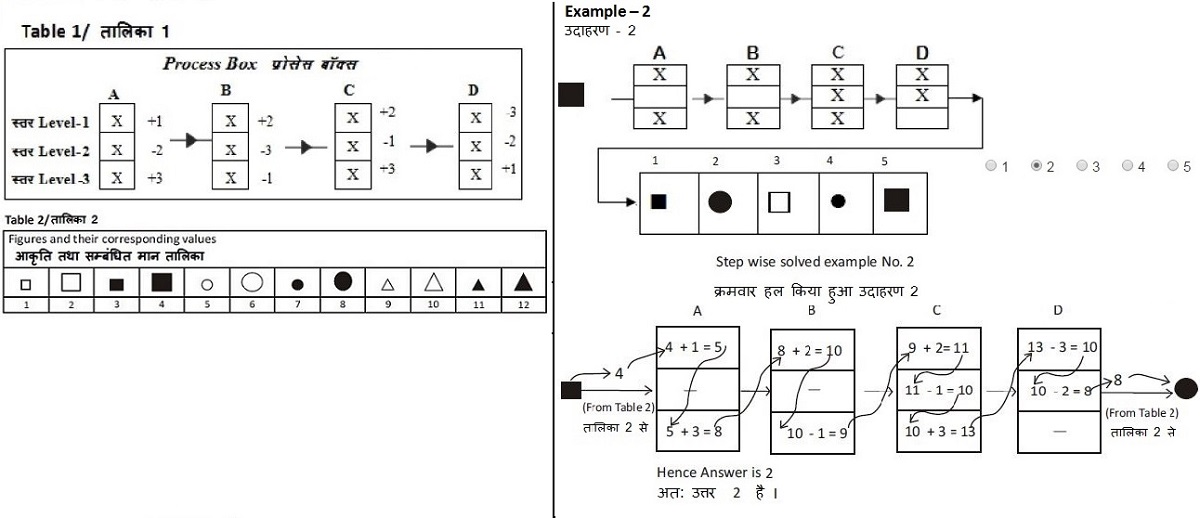 Table 1/ तालिका 1
Process Box प्रोसेस बॉक्स
A B C D
स्तर Level-1 X +1 X +2 X +2 X -3
स्तर Level-2 X -2 X -3 X -1 X -2
स्तर Level-3 X +3 X -1 X +3 X +1
Table 2/तालिका 2
Figures and their corresponding values
आकृति तथा सम्बंधित मान तालिका
1 2 3 4 5 6 7 8 9 10 11 12
Example – 2
उदाहरण - 2
A B C D
X X X X
X X
X X X
1 2 3 4 5
1 2 3 4 5
Step wise solved example No. 2
क्रमवार हल किया हुआ उदाहरण 2
A B C D
4 + 1 = 5 8 + 2 = 10 9 + 2= 11 13 - 3 = 10
4 — — 11 - 1 = 10 10 - 2 = 8 8
(From Table 2) (From Table 2)
तालिका 2 से 5 + 3 = 8 10 - 1 = 9 10 + 3 = 13 — तालिका 2 ने
Hence Answer is 2
अत: उत्तर 2 है ।